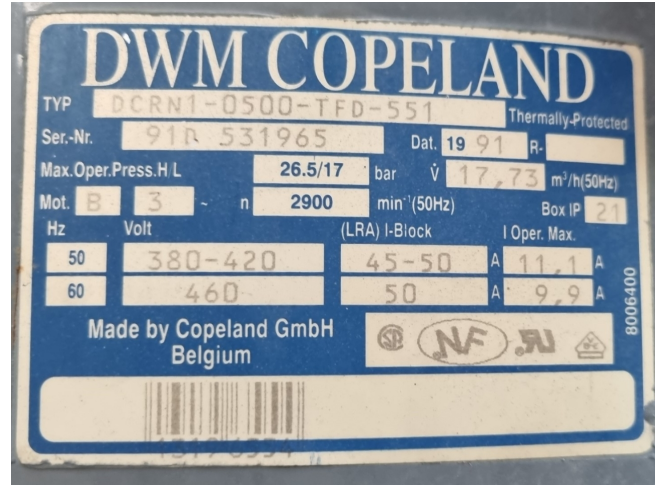 DWM COPELAND
TYP DCRN1-0500-TFD-551 Thermally-Protected
Ser.-Nr. 91D 531965 Dat. 19 91 R-
Max.Oper.Press.H/L 26.5/17 bar V̇ 17,73 m³/h(50Hz)
Mot. B 3 ~ n 2900 min⁻¹(50Hz) Box IP 21
Hz Volt (LRA) I-Block I Oper. Max.
50 380-420 45-50 A 11,1 A
60 460 50 A 9,9 A
8006400
Made by Copeland GmbH
Belgium
NF